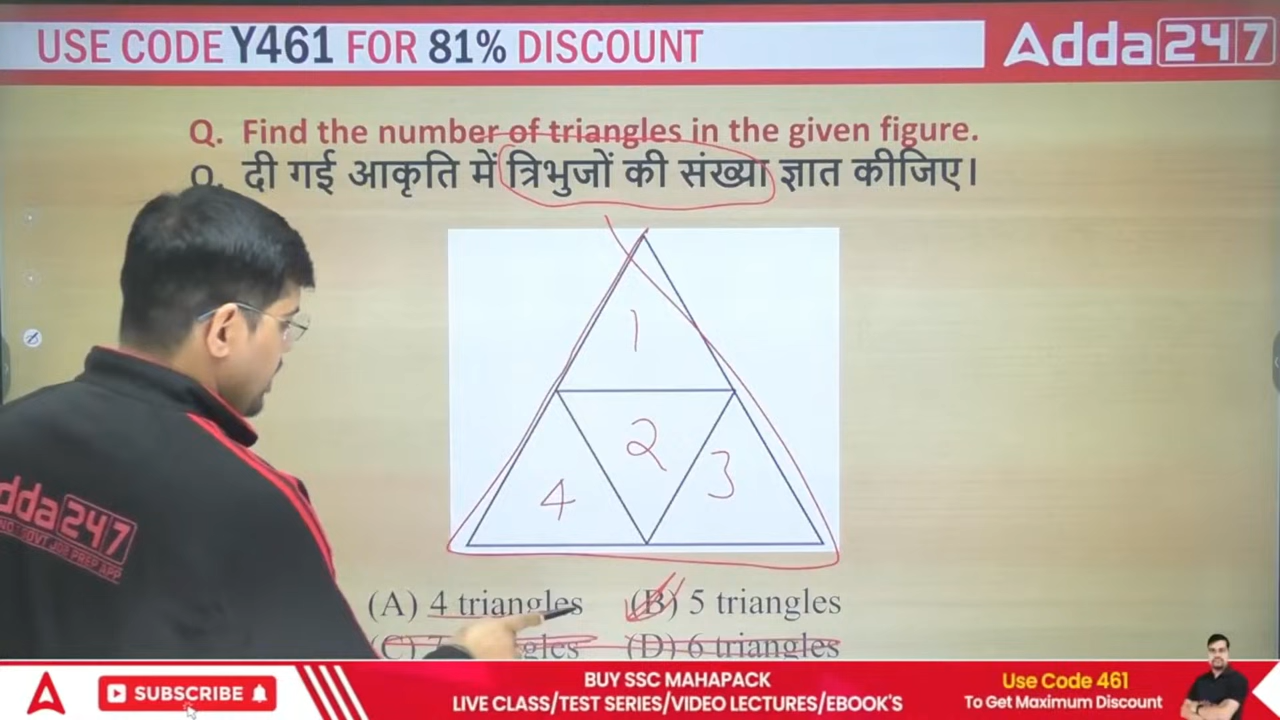 USE CODE Y461 FOR 81% DISCOUNT
Adda247
Q. Find the number of triangles in the given figure.
Q. दी गई आकृति में त्रिभुजों की संख्या ज्ञात कीजिए।
1
2
4
3
(A) 4 triangles (B) 5 triangles
(C) 7 (D) 6 triangles
dda247
SUBSCRIBE
BUY SSC MAHAPACK
LIVE CLASS/TEST SERIES/VIDEO LECTURES/EBOOK'S
Use Code 461
To Get Maximum Discount